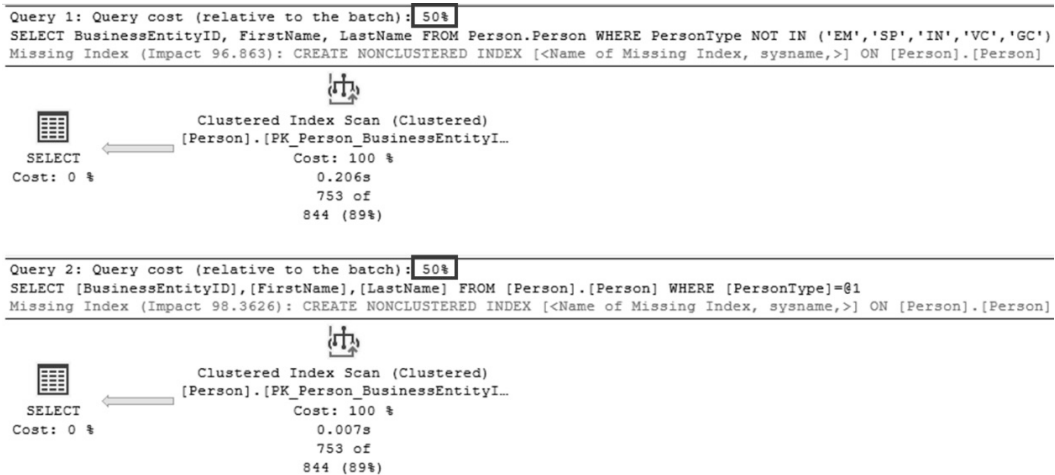 Query 1: Query cost (relative to the batch): 50%
SELECT BusinessEntityID, FirstName, LastName FROM Person.Person WHERE PersonType NOT IN ('EM','SP','IN','VC','GC')
Missing Index (Impact 96.863): CREATE NONCLUSTERED INDEX [<Name of Missing Index, sysname,>] ON [Person].[Person]
Clustered Index Scan (Clustered)
[Person].[PK_Person_BusinessEntityI…
SELECT
Cost: 0 %
Cost: 100 %
0.206s
753 of
844 (89%)
Query 2: Query cost (relative to the batch): 50%
SELECT [BusinessEntityID],[FirstName],[LastName] FROM [Person].[Person] WHERE [PersonType]=@1
Missing Index (Impact 98.3626): CREATE NONCLUSTERED INDEX [<Name of Missing Index, sysname,>] ON [Person].[Person]
Clustered Index Scan (Clustered)
[Person].[PK_Person_BusinessEntityI…
SELECT
Cost: 0 %
Cost: 100 %
0.007s
753 of
844 (89%)